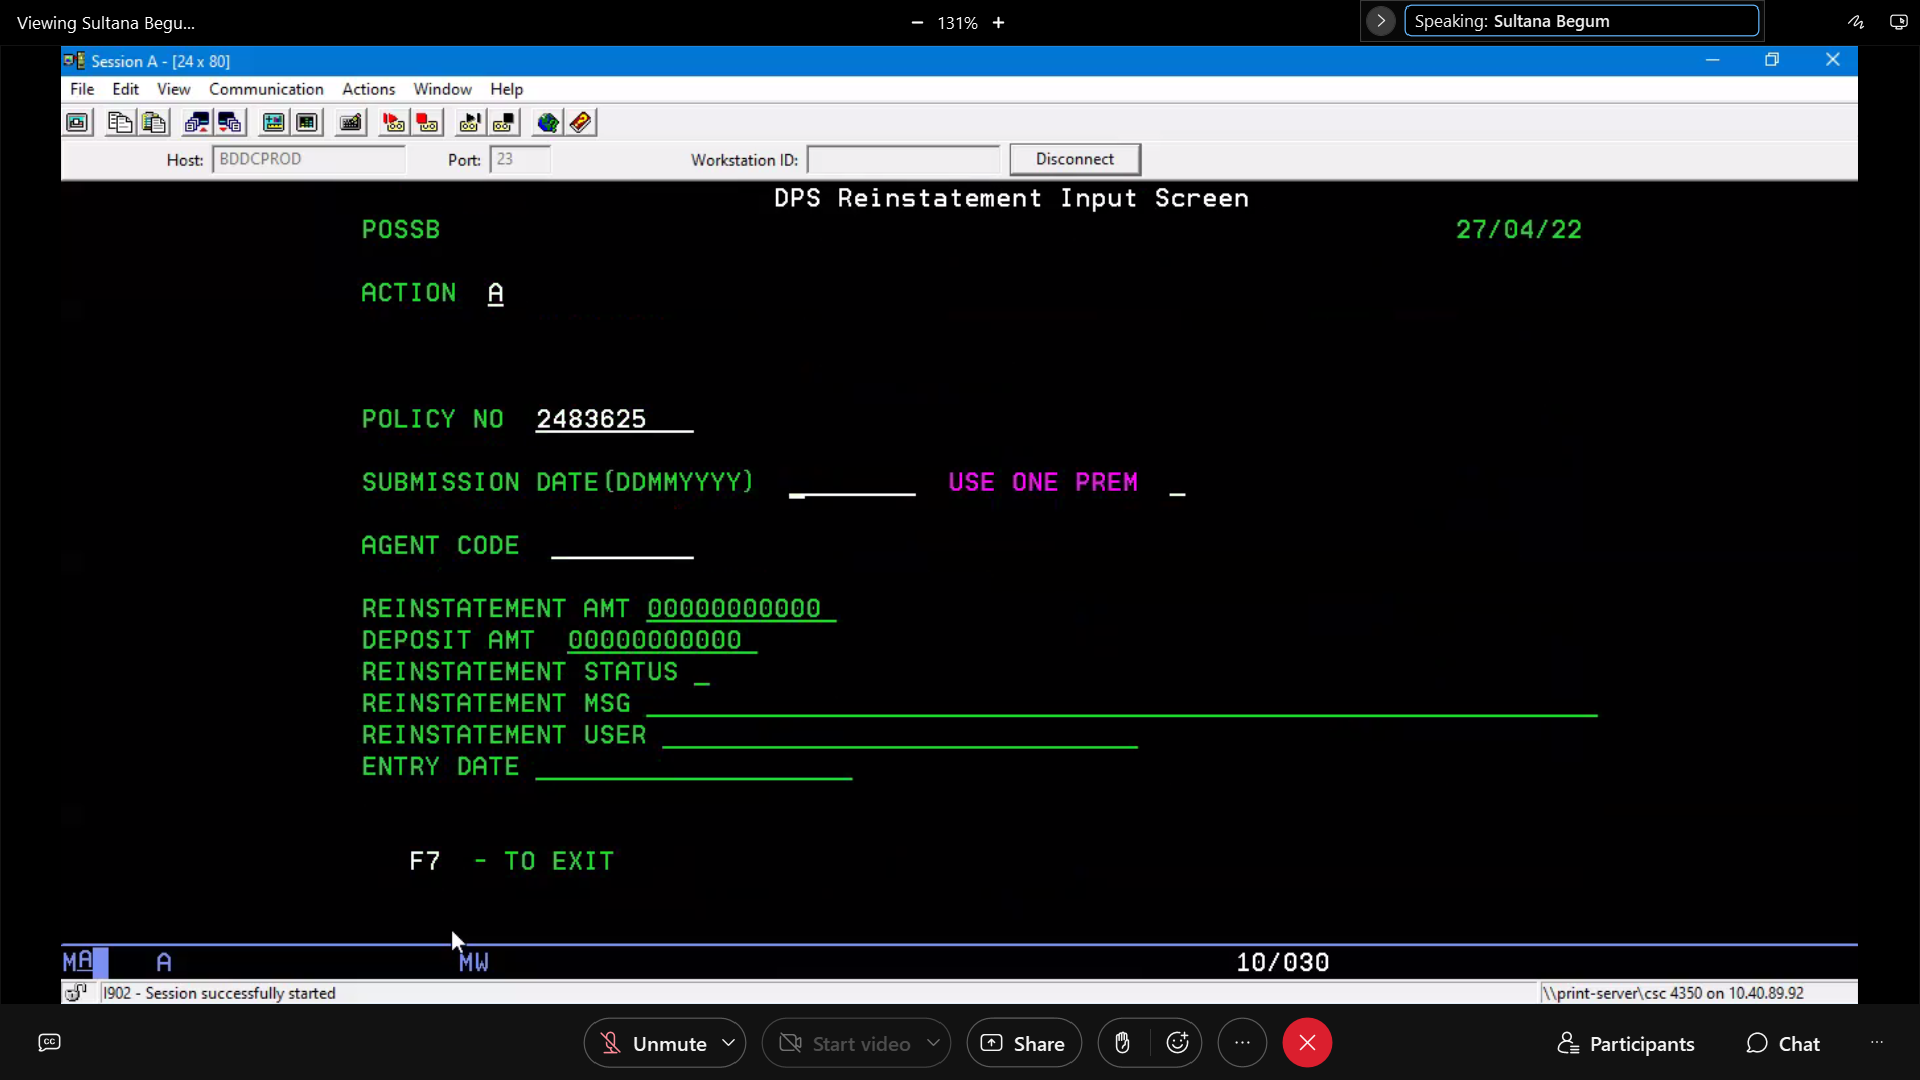 Viewing Sultana Begu...
131%
Speaking: Sultana Begum
Session A - [24 x 80]
File Edit View Communication Actions Window Help
Host: BDDCPROD Port: 23 Workstation ID: Disconnect
DPS Reinstatement Input Screen
POSSB 27/04/22
ACTION A
POLICY NO 2483625
SUBMISSION DATE(DDMMYYYY) USE ONE PREM
AGENT CODE
REINSTATEMENT AMT 00000000000
DEPOSIT AMT 00000000000
REINSTATEMENT STATUS
REINSTATEMENT MSG
REINSTATEMENT USER
ENTRY DATE
F7 - TO EXIT
MA A MW 10/030
I902 - Session successfully started \\print-server\csc 4350 on 10.40.89.92
CC Unmute Start video Share ... Participants Chat ...